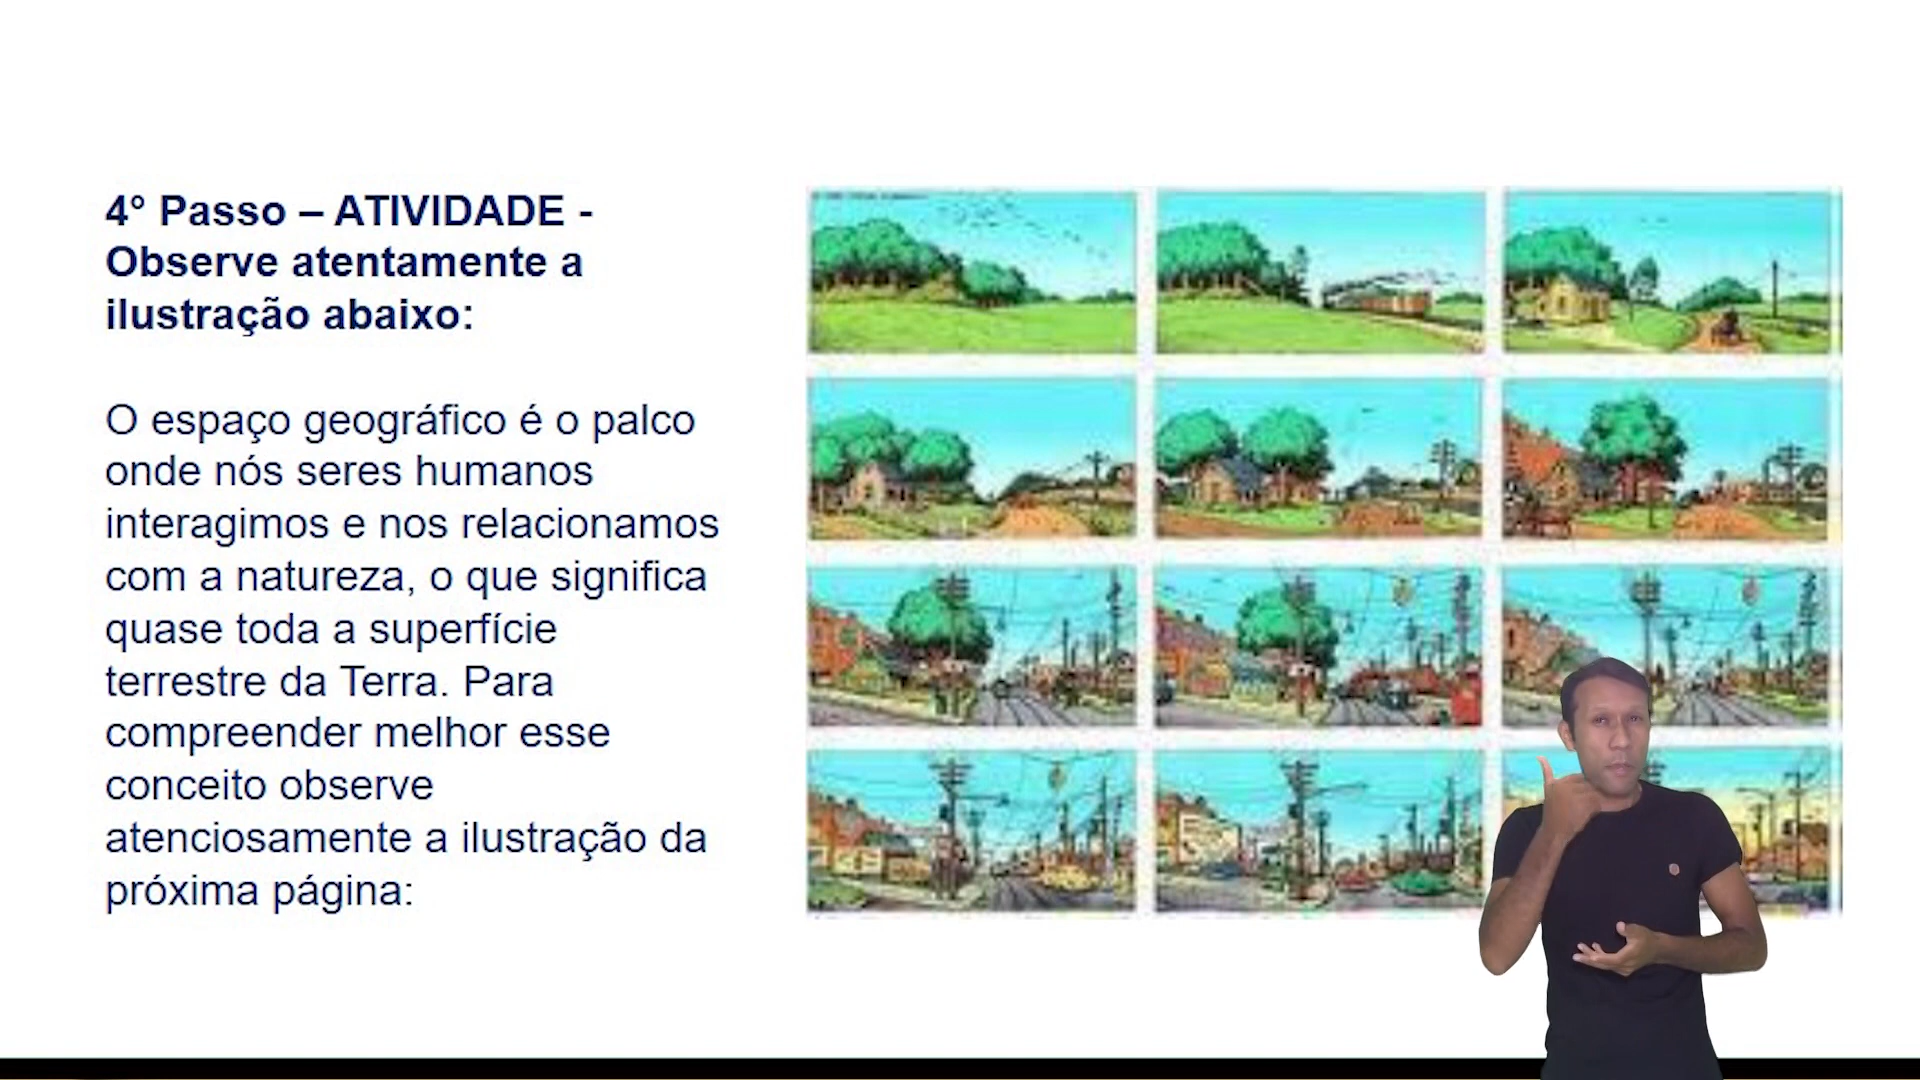 4° Passo – ATIVIDADE -
Observe atentamente a
ilustração abaixo:
O espaço geográfico é o palco
onde nós seres humanos
interagimos e nos relacionamos
com a natureza, o que significa
quase toda a superfície
terrestre da Terra. Para
compreender melhor esse
conceito observe
atenciosamente a ilustração da
próxima página: